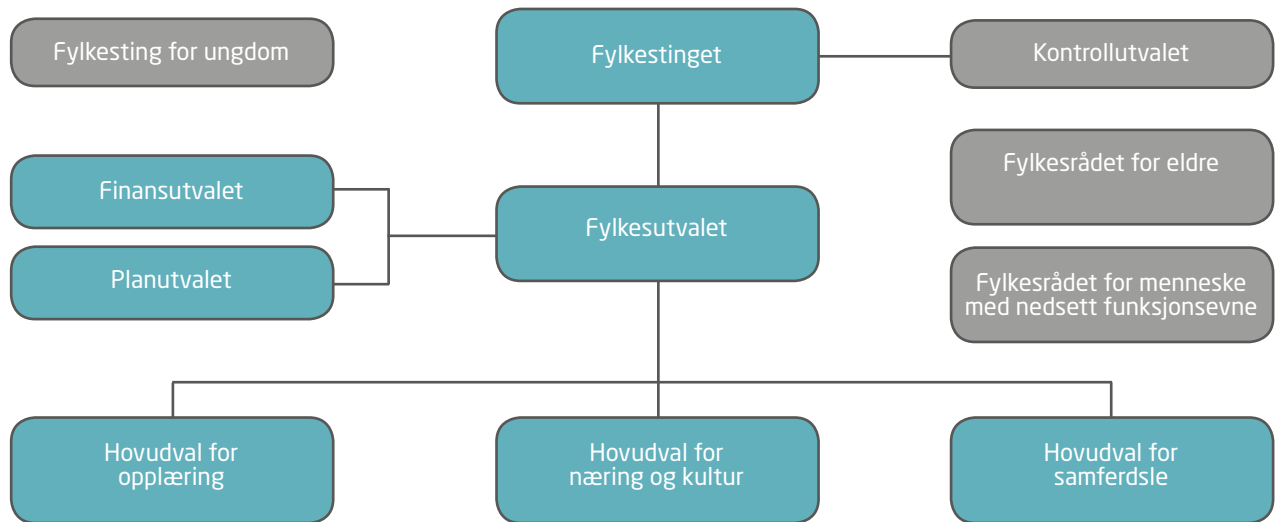 Fylkesting for ungdom
Fylkestinget
Kontrollutvalet
Fylkesrådet for eldre
Finansutvalet
Fylkesutvalet
Planutvalet
Fylkesrådet for menneske
med nedsett funksjonsevne
Hovudval for
opplæring
Hovudval for
næring og kultur
Hovudval for
samferdsle